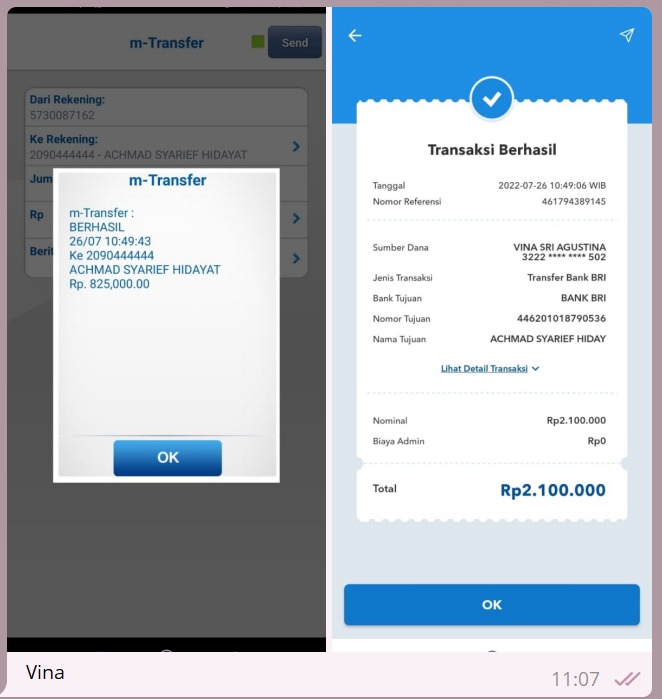 m-Transfer
Send
Dari Rekening:
5730087162
Ke Rekening:
2090444444 - ACHMAD SYARIEF HIDAYAT
Jum
Rp
Beri
m-Transfer
m-Transfer :
BERHASIL
26/07 10:49:43
Ke 2090444444
ACHMAD SYARIEF HIDAYAT
Rp. 825,000.00
OK
Transaksi Berhasil
Tanggal 2022-07-26 10:49:06 WIB
Nomor Referensi 461794389145
Sumber Dana VINA SRI AGUSTINA
3222 **** **** 502
Jenis Transaksi Transfer Bank BRI
Bank Tujuan BANK BRI
Nomor Tujuan 446201018790536
Nama Tujuan ACHMAD SYARIEF HIDAY
Lihat Detail Transaksi
Nominal Rp2.100.000
Biaya Admin Rp0
Total Rp2.100.000
OK
Vina
11:07